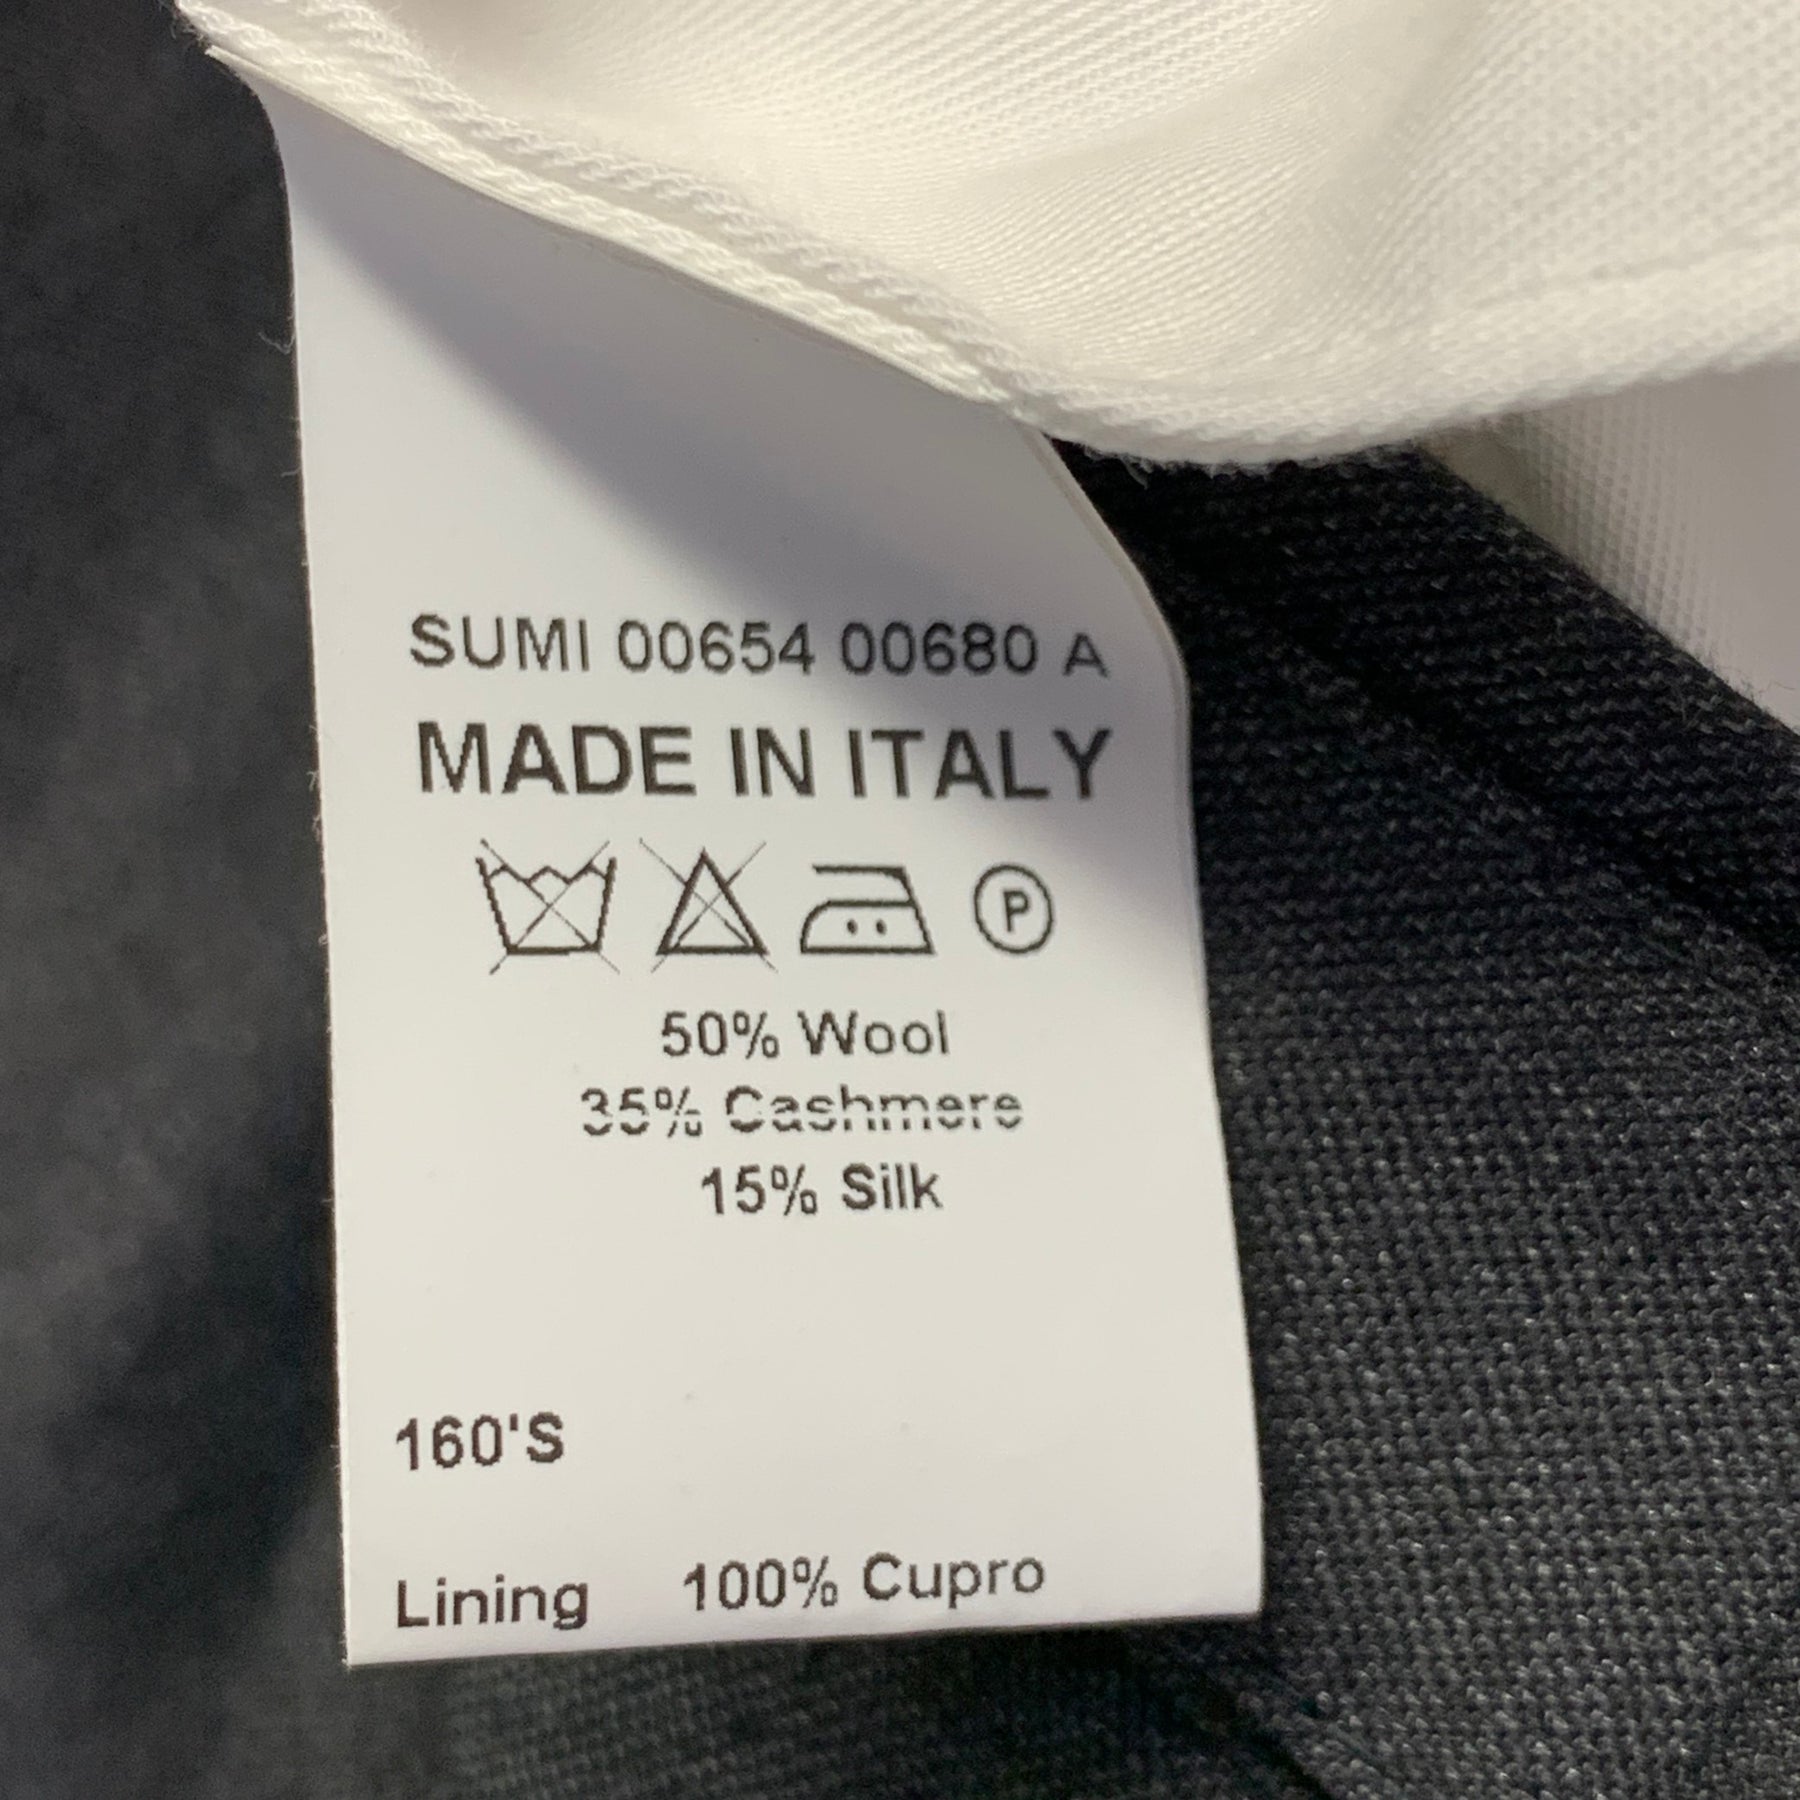 SUMI 00654 00680 A
MADE IN ITALY
P
50% Wool
35% Cashmere
15% Silk
160'S
Lining 100% Cupro